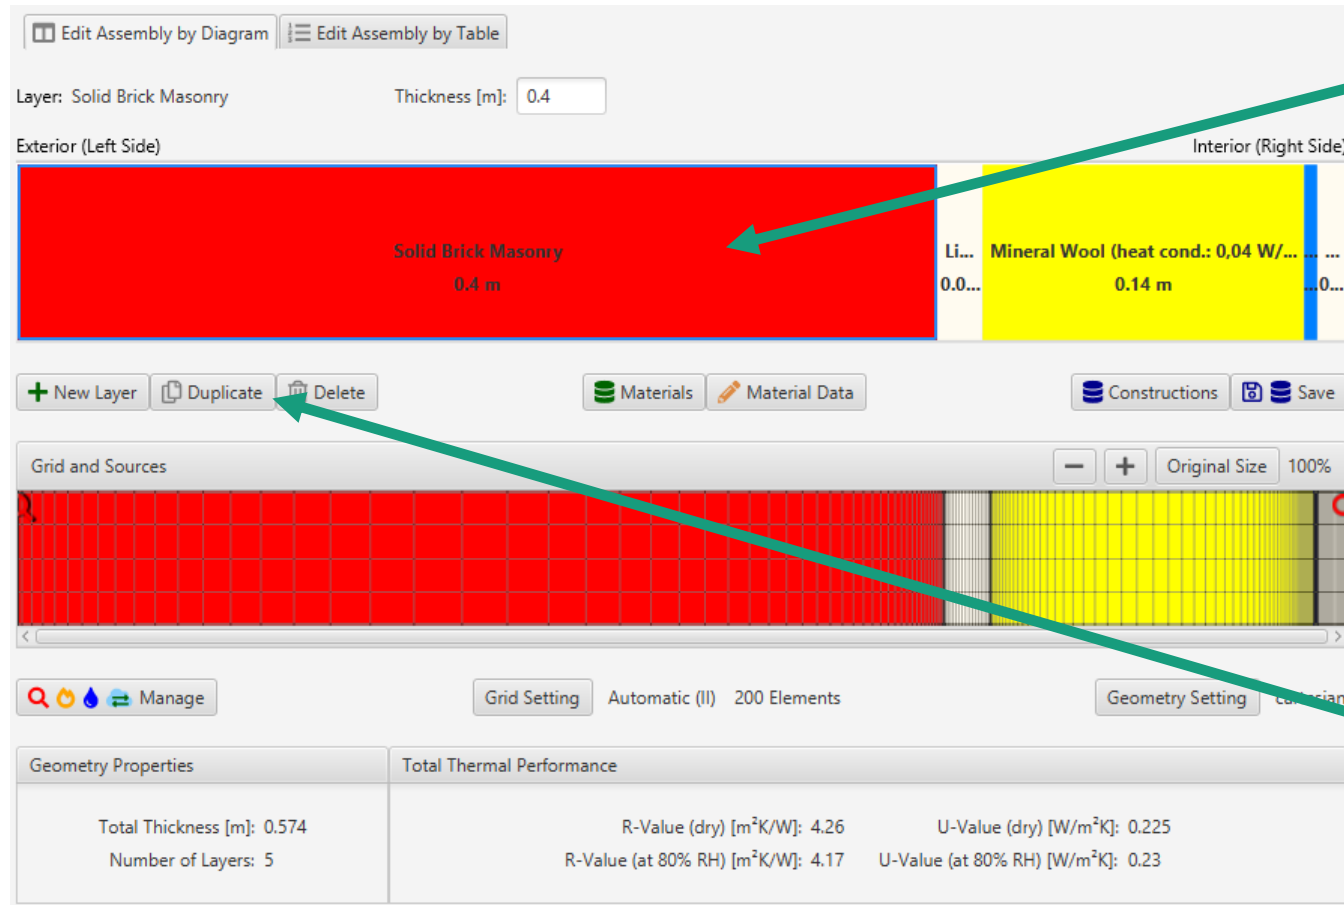 Edit Assembly by Diagram Edit Assembly by Table
Layer: Solid Brick Masonry Thickness [m]: 0.4
Exterior (Left Side) Interior (Right Side)
Solid Brick Masonry Li... Mineral Wool (heat cond.: 0,04 W/... ... ...
0.4 m 0.0... 0.14 m ...0...
New Layer Duplicate Delete Materials Material Data Constructions Save
Grid and Sources Original Size 100%
Manage Grid Setting Automatic (II) 200 Elements Geometry Setting
Geometry Properties Total Thermal Performance
Total Thickness [m]: 0.574 R-Value (dry) [m²K/W]: 4.26 U-Value (dry) [W/m²K]: 0.225
Number of Layers: 5 R-Value (at 80% RH) [m²K/W]: 4.17 U-Value (at 80% RH) [W/m²K]: 0.23